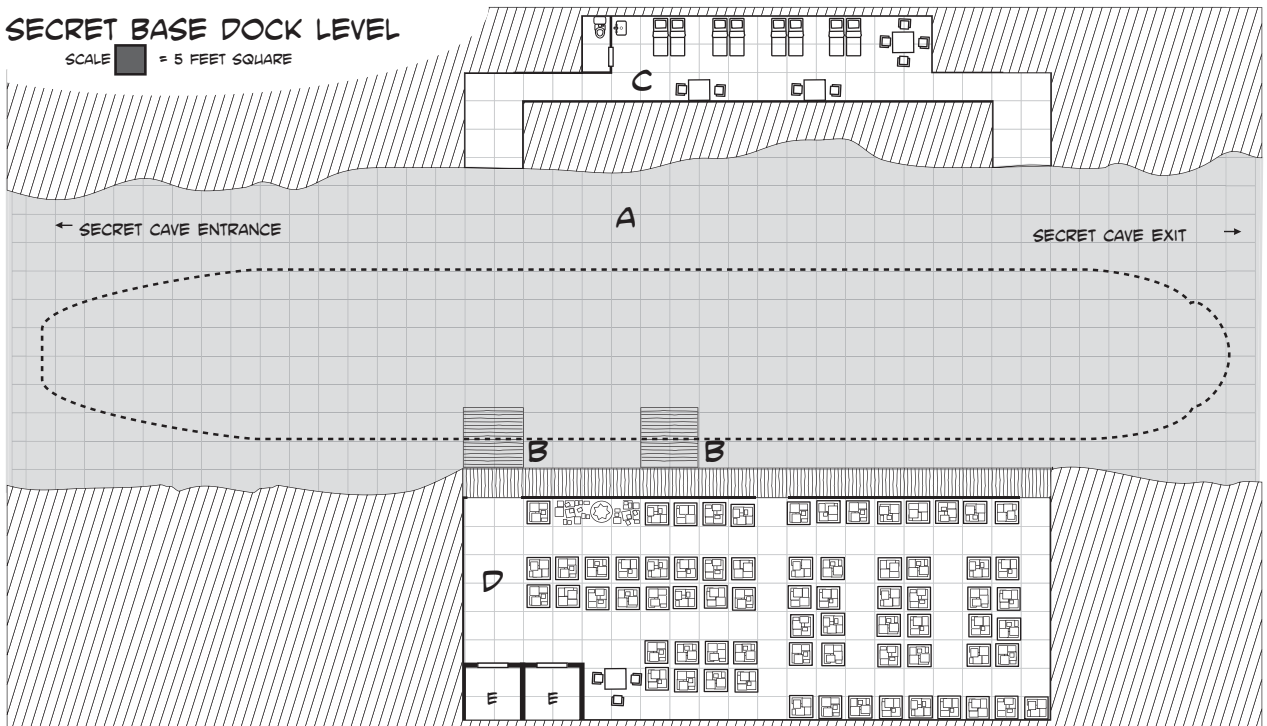 SECRET BASE DOCK LEVEL
SCALE = 5 FEET SQUARE
C
A
← SECRET CAVE ENTRANCE
SECRET CAVE EXIT →
B B
D
E E